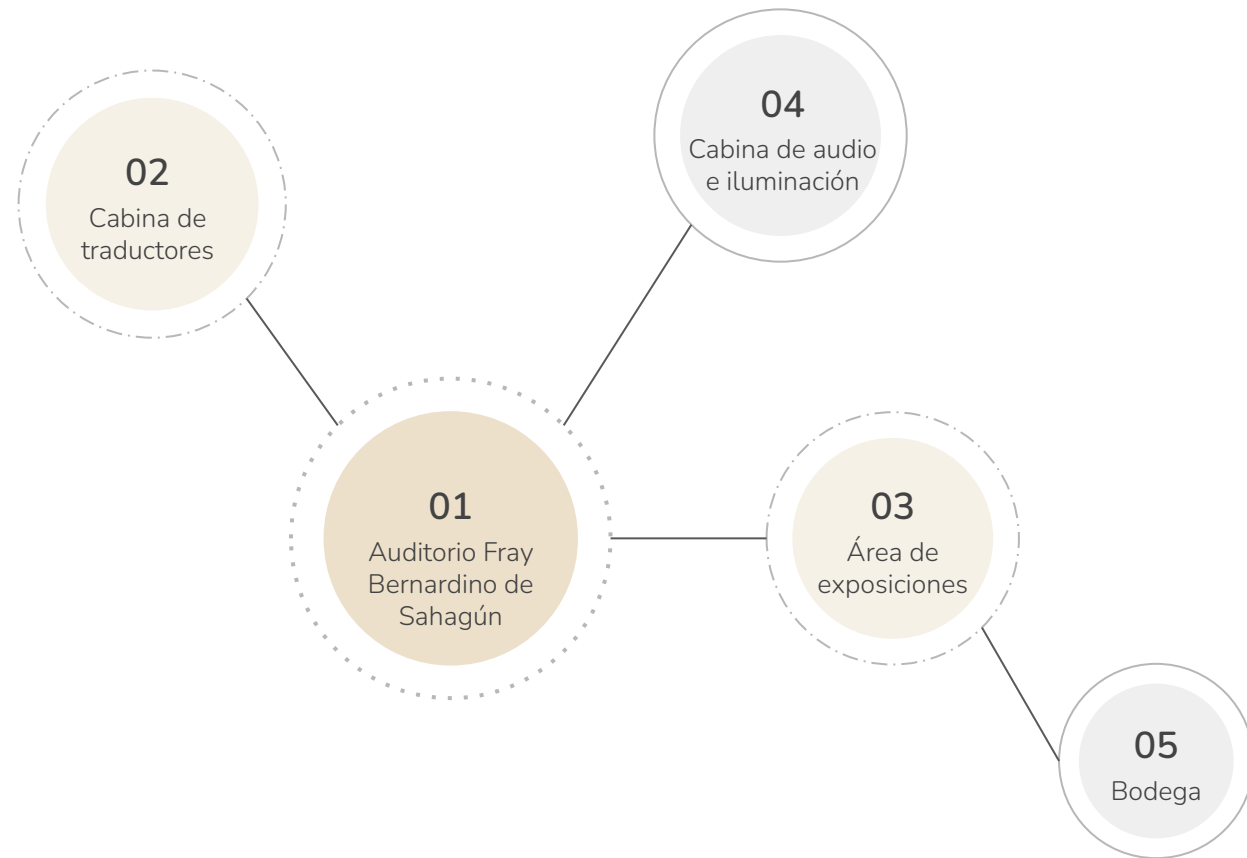 02
Cabina de
traductores
04
Cabina de audio
e iluminación
01
Auditorio Fray
Bernardino de
Sahagún
03
Área de
exposiciones
05
Bodega